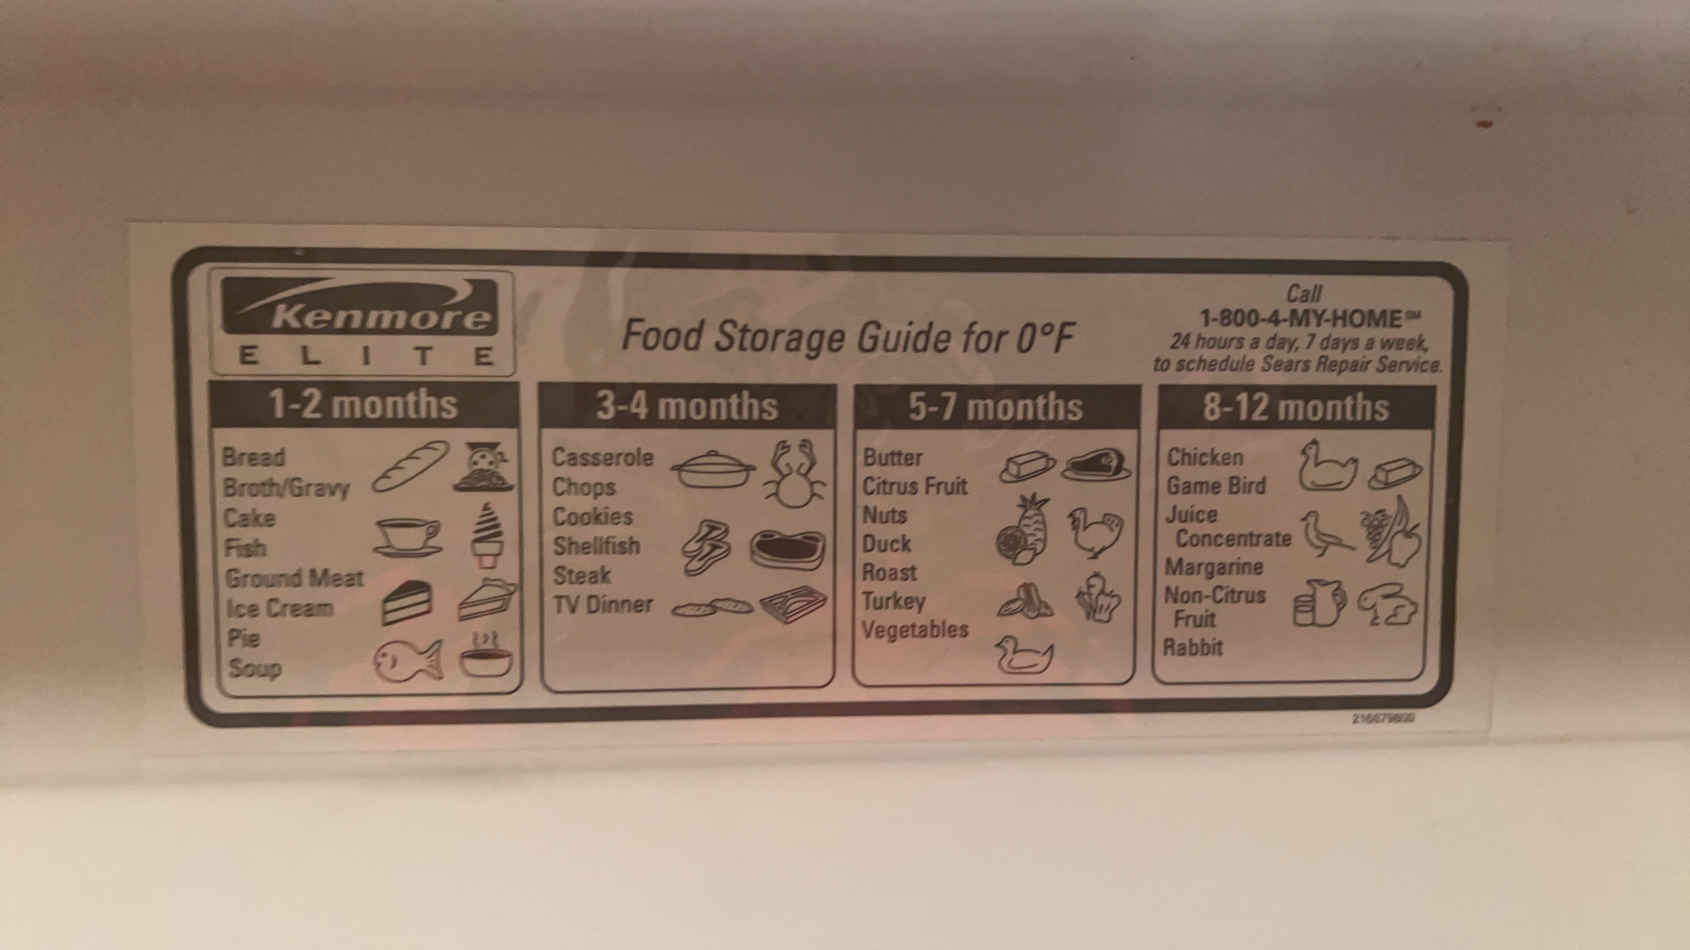 Kenmore
ELITE
Food Storage Guide for 0°F
Call
1-800-4-MY-HOME℠
24 hours a day, 7 days a week,
to schedule Sears Repair Service.
1-2 months
Bread
Broth/Gravy
Cake
Fish
Ground Meat
Ice Cream
Pie
Soup
3-4 months
Casserole
Chops
Cookies
Shellfish
Steak
TV Dinner
5-7 months
Butter
Citrus Fruit
Nuts
Duck
Roast
Turkey
Vegetables
8-12 months
Chicken
Game Bird
Juice
Concentrate
Margarine
Non-Citrus
Fruit
Rabbit